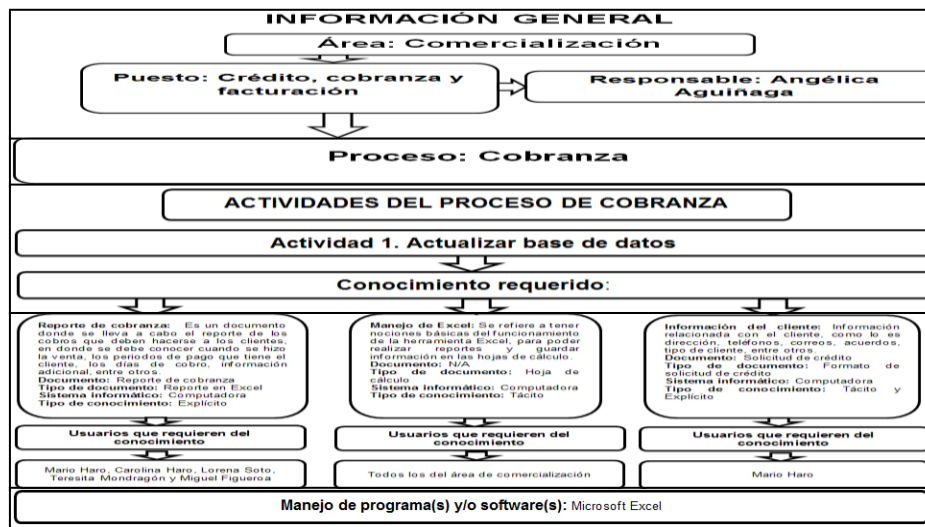 INFORMACIÓN GENERAL
Área: Comercialización
Puesto: Crédito, cobranza y
facturación
Responsable: Angélica
Aguiñaga
Proceso: Cobranza
ACTIVIDADES DEL PROCESO DE COBRANZA
Actividad 1. Actualizar base de datos
Conocimiento requerido:
Reporte de cobranza: Es un documento
donde se lleva a cabo el reporte de los
cobros que deben hacerse a los clientes,
en donde se debe conocer cuando se hizo
la venta, los periodos de pago que tiene el
cliente, los días de cobro, información
adicional, entre otros.
Documento: Reporte de cobranza
Tipo de documento: Reporte en Excel
Sistema informático: Computadora
Tipo de conocimiento: Explícito
Usuarios que requieren del
conocimiento
Mario Haro, Carolina Haro, Lorena Soto,
Teresita Mondragón y Miguel Figueroa
Manejo de Excel: Se refiere a tener
nociones básicas del funcionamiento
de la herramienta Excel, para poder
realizar reportes y guardar
información en las hojas de cálculo.
Documento: N/A
Tipo de documento: Hoja de
cálculo
Sistema informático: Computadora
Tipo de conocimiento: Tácito
Usuarios que requieren del
conocimiento
Todos los del área de comercialización
Información del cliente: Información
relacionada con el cliente, como lo es
dirección, teléfonos, correos, acuerdos,
tipo de cliente, entre otros.
Documento: Solicitud de crédito
Tipo de documento: Formato de
solicitud de crédito
Sistema informático: Computadora
Tipo de conocimiento: Tácito y
Explícito
Usuarios que requieren del
conocimiento
Mario Haro
Manejo de programa(s) y/o software(s): Microsoft Excel